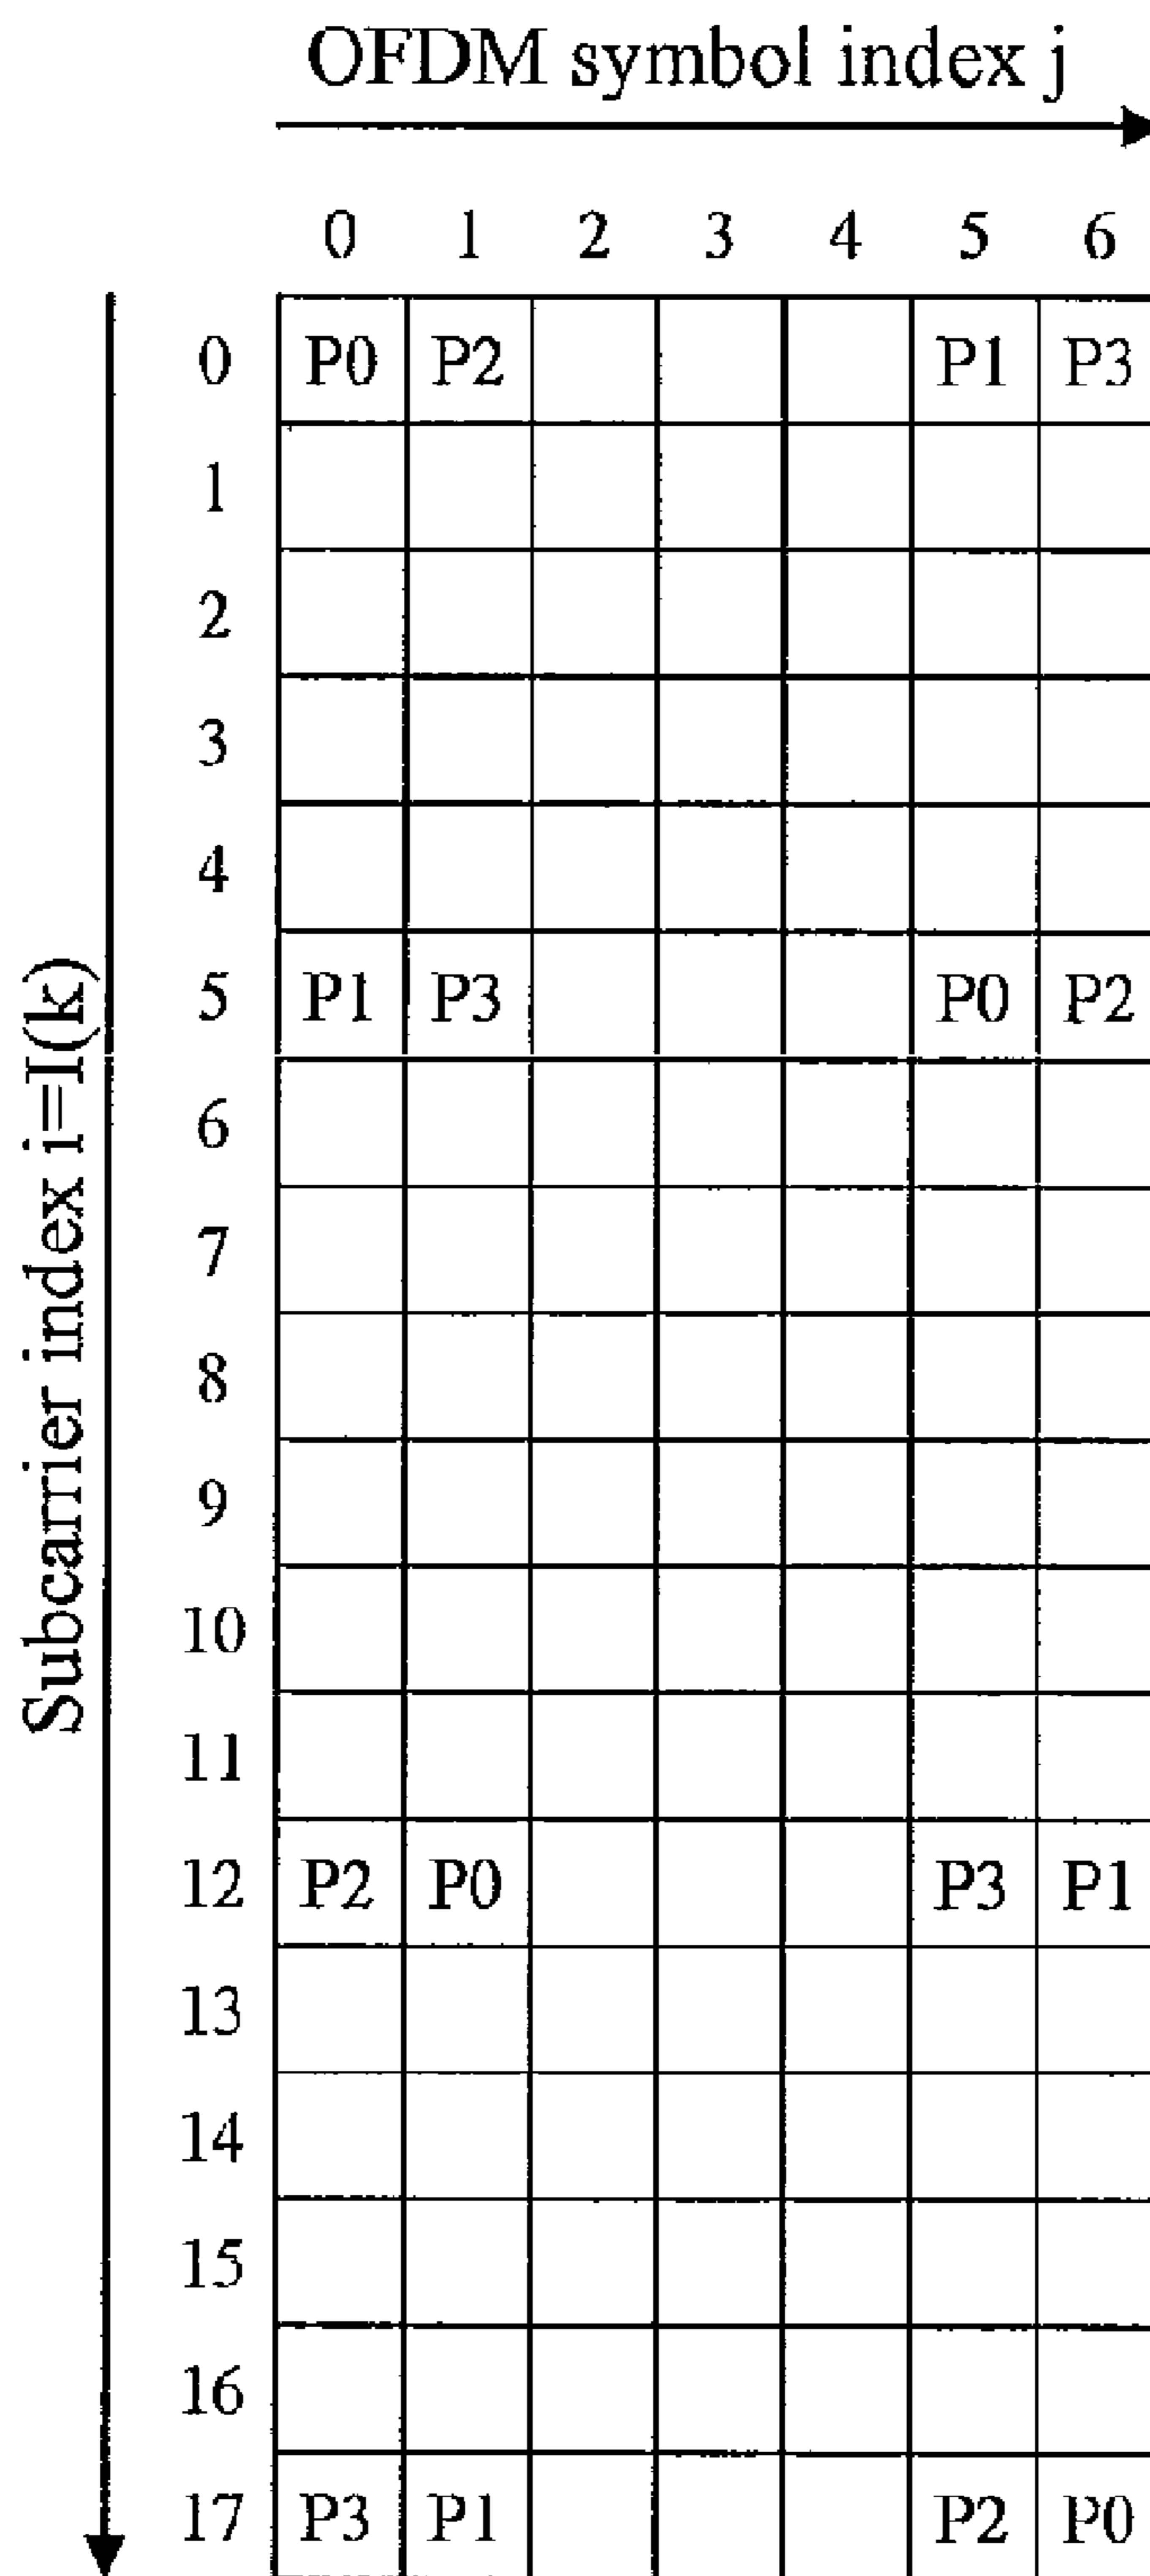 OFDM symbol index j
0 1 2 3 4 5 6
Subcarrier index i=I(k)
0 P0 P2 P1 P3
1
2
3
4
5 P1 P3 P0 P2
6
7
8
9
10
11
12 P2 P0 P3 P1
13
14
15
16
17 P3 P1 P2 P0